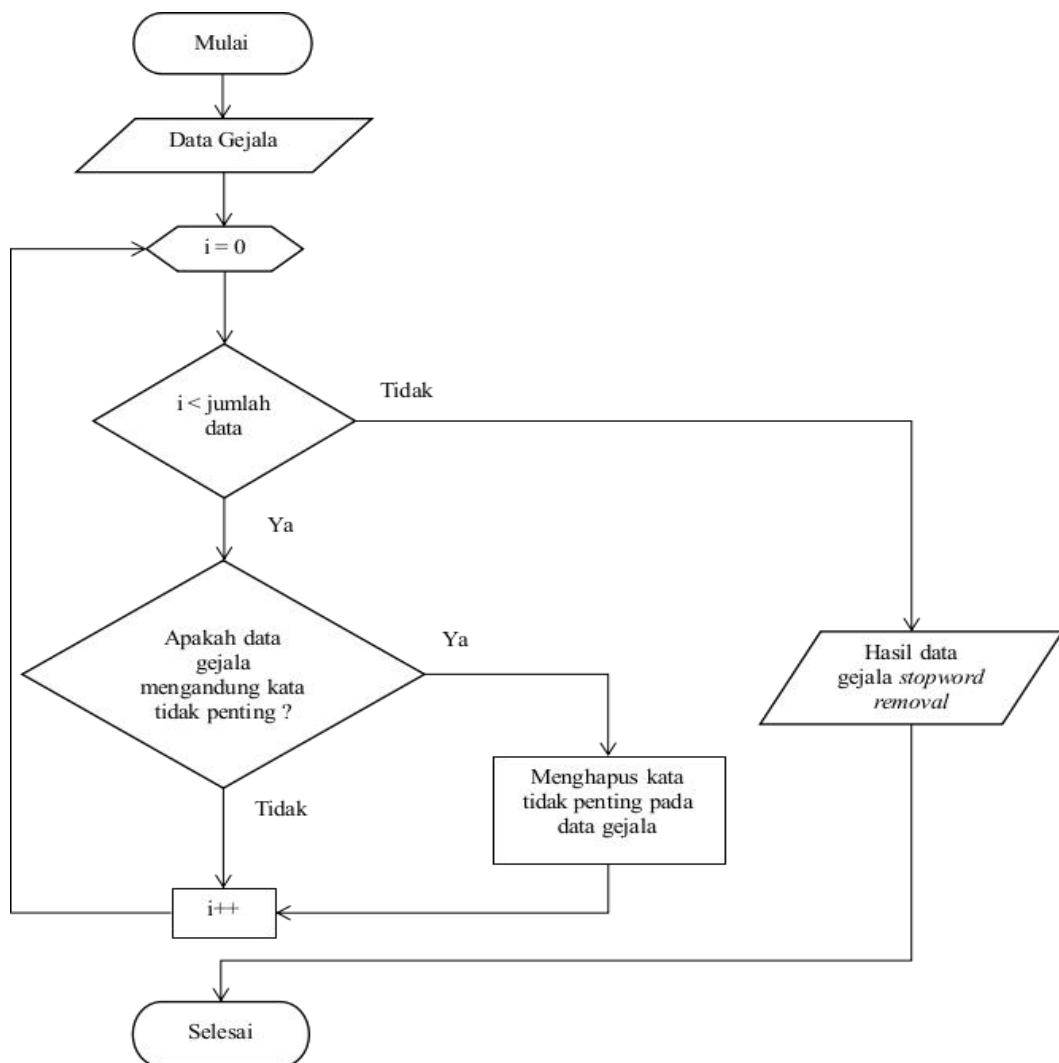 Mulai
Data Gejala
i = 0
i < jumlah
data
Tidak
Ya
Apakah data
gejala
mengandung kata
tidak penting ?
Ya
Tidak
Menghapus kata
tidak penting pada
data gejala
i++
Hasil data
gejala stopword
removal
Selesai